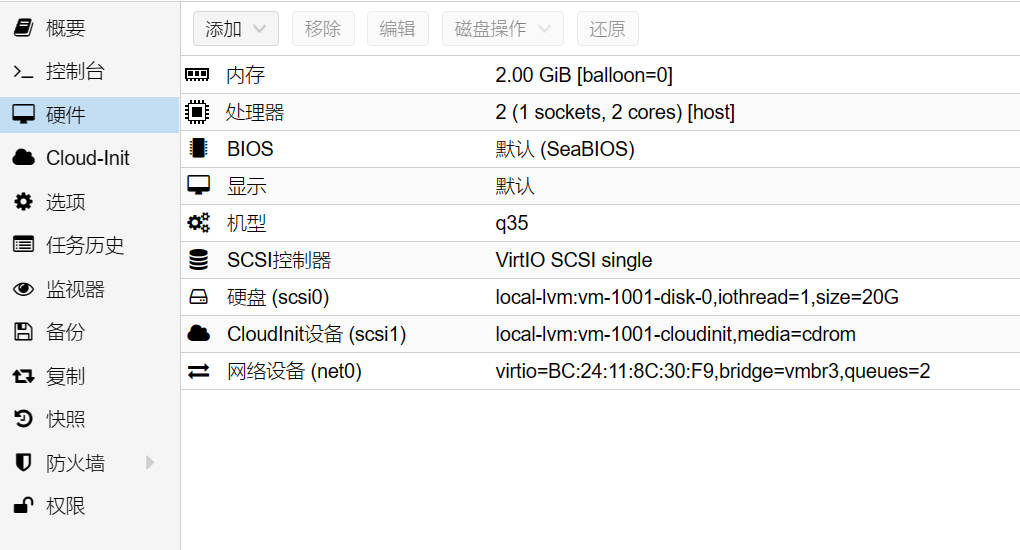 概要
控制台
硬件
Cloud-Init
选项
任务历史
监视器
备份
复制
快照
防火墙
权限
添加 移除 编辑 磁盘操作 还原
内存 2.00 GiB [balloon=0]
处理器 2 (1 sockets, 2 cores) [host]
BIOS 默认 (SeaBIOS)
显示 默认
机型 q35
SCSI控制器 VirtIO SCSI single
硬盘 (scsi0) local-lvm:vm-1001-disk-0,iothread=1,size=20G
CloudInit设备 (scsi1) local-lvm:vm-1001-cloudinit,media=cdrom
网络设备 (net0) virtio=BC:24:11:8C:30:F9,bridge=vmbr3,queues=2